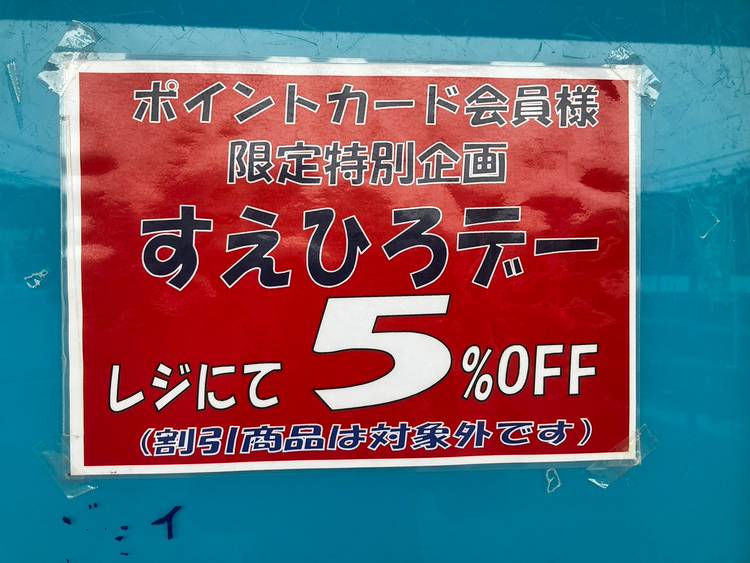 ポイントカード会員様
限定特別企画
すえひろデー
レジにて 5%OFF
(割引商品は対象外です)
イ